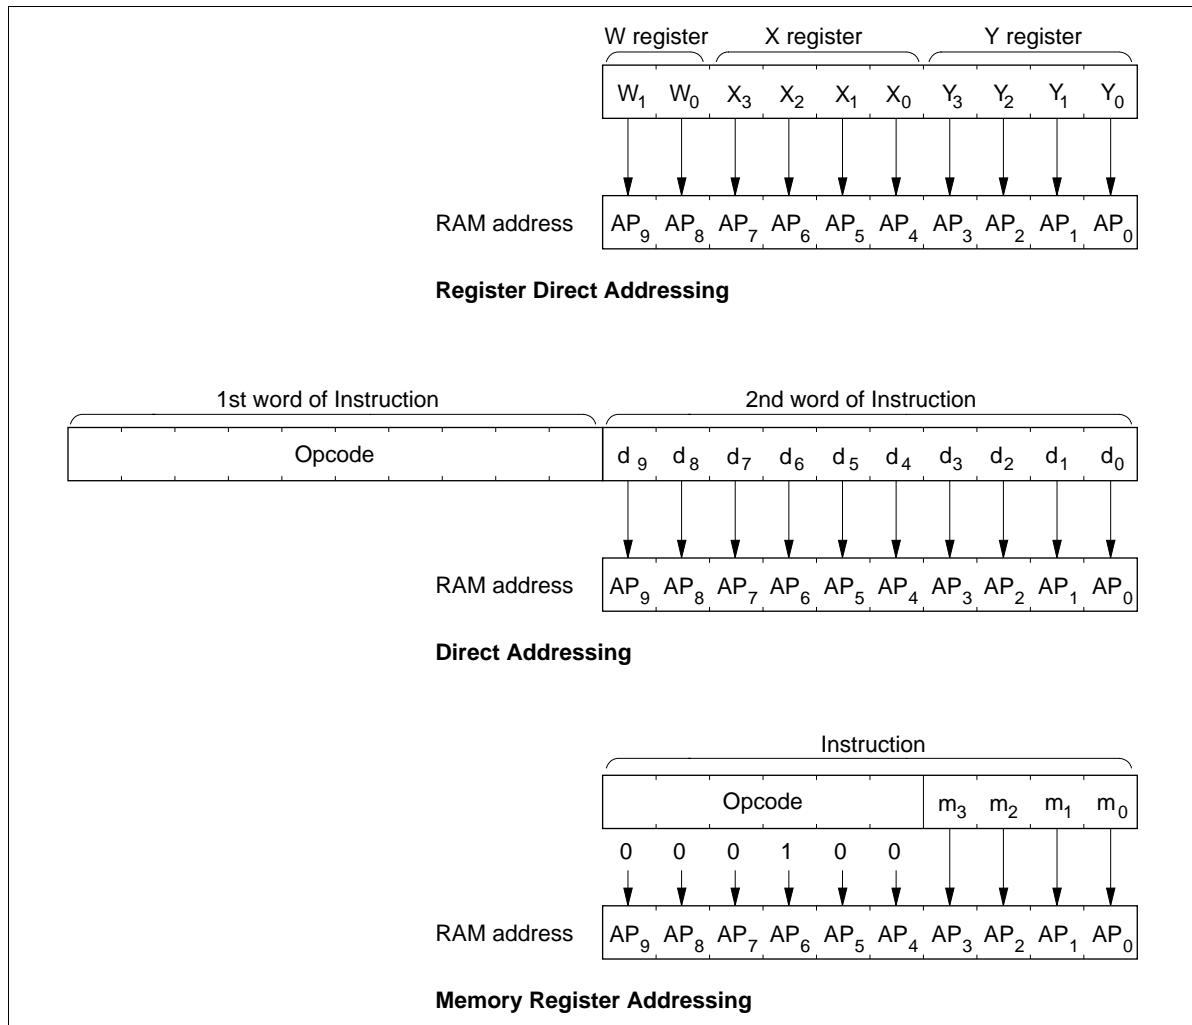 W register X register Y register
W1 W0 X3 X2 X1 X0 Y3 Y2 Y1 Y0
RAM address AP9 AP8 AP7 AP6 AP5 AP4 AP3 AP2 AP1 AP0
Register Direct Addressing
1st word of Instruction 2nd word of Instruction
Opcode d9 d8 d7 d6 d5 d4 d3 d2 d1 d0
RAM address AP9 AP8 AP7 AP6 AP5 AP4 AP3 AP2 AP1 AP0
Direct Addressing
Instruction
Opcode m3 m2 m1 m0
0 0 0 1 0 0
RAM address AP9 AP8 AP7 AP6 AP5 AP4 AP3 AP2 AP1 AP0
Memory Register Addressing